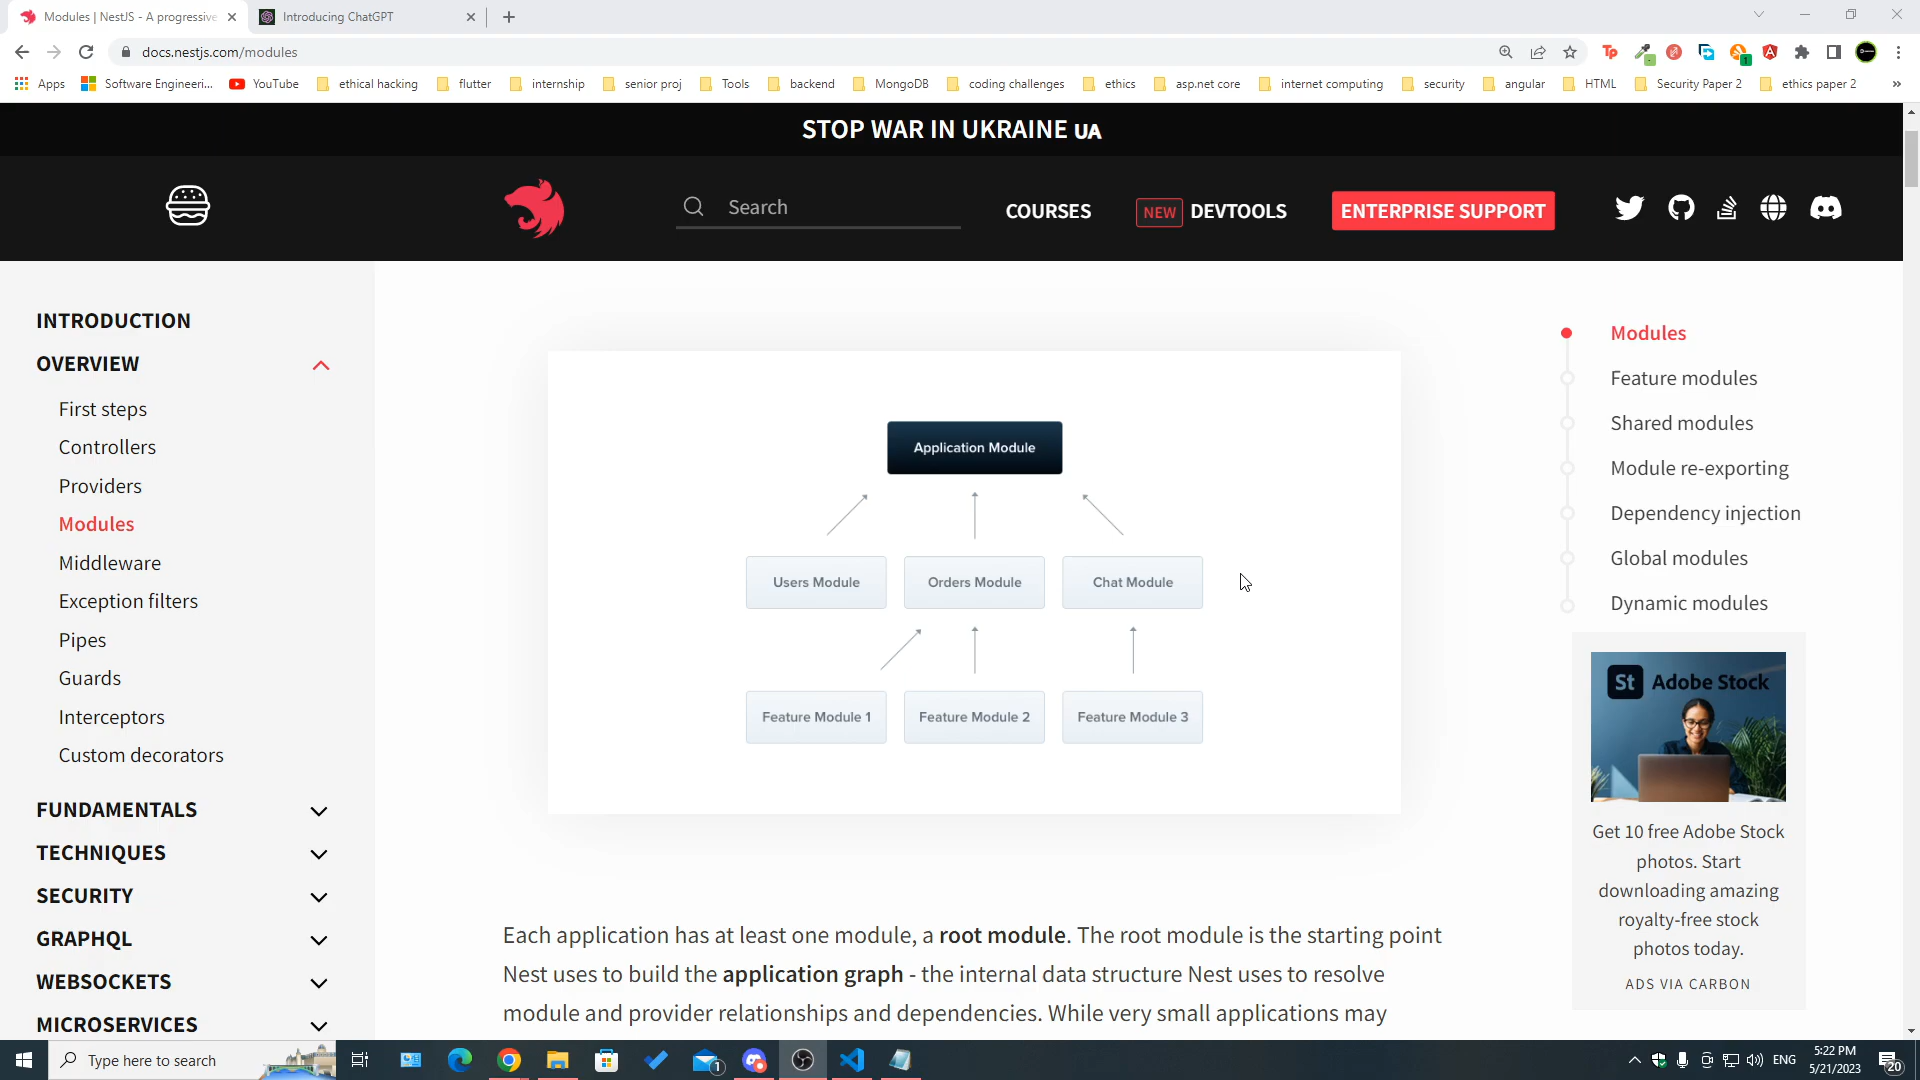 Modules | NestJS - A progressive
Introducing ChatGPT
docs.nestjs.com/modules
Apps
Software Engineeri...
YouTube
ethical hacking
flutter
internship
senior proj
Tools
backend
MongoDB
coding challenges
ethics
asp.net core
internet computing
security
angular
HTML
Security Paper 2
ethics paper 2
»
STOP WAR IN UKRAINE UA
Search
COURSES
NEW DEVTOOLS
ENTERPRISE SUPPORT
INTRODUCTION
OVERVIEW
First steps
Controllers
Providers
Modules
Middleware
Exception filters
Pipes
Guards
Interceptors
Custom decorators
FUNDAMENTALS
TECHNIQUES
SECURITY
GRAPHQL
WEBSOCKETS
MICROSERVICES
Application Module
Users Module
Orders Module
Chat Module
Feature Module 1
Feature Module 2
Feature Module 3
Each application has at least one module, a root module. The root module is the starting point
Nest uses to build the application graph - the internal data structure Nest uses to resolve
module and provider relationships and dependencies. While very small applications may
Modules
Feature modules
Shared modules
Module re-exporting
Dependency injection
Global modules
Dynamic modules
St Adobe Stock
Get 10 free Adobe Stock
photos. Start
downloading amazing
royalty-free stock
photos today.
ADS VIA CARBON
Type here to search
1
ENG
5:22 PM
5/21/2023
20